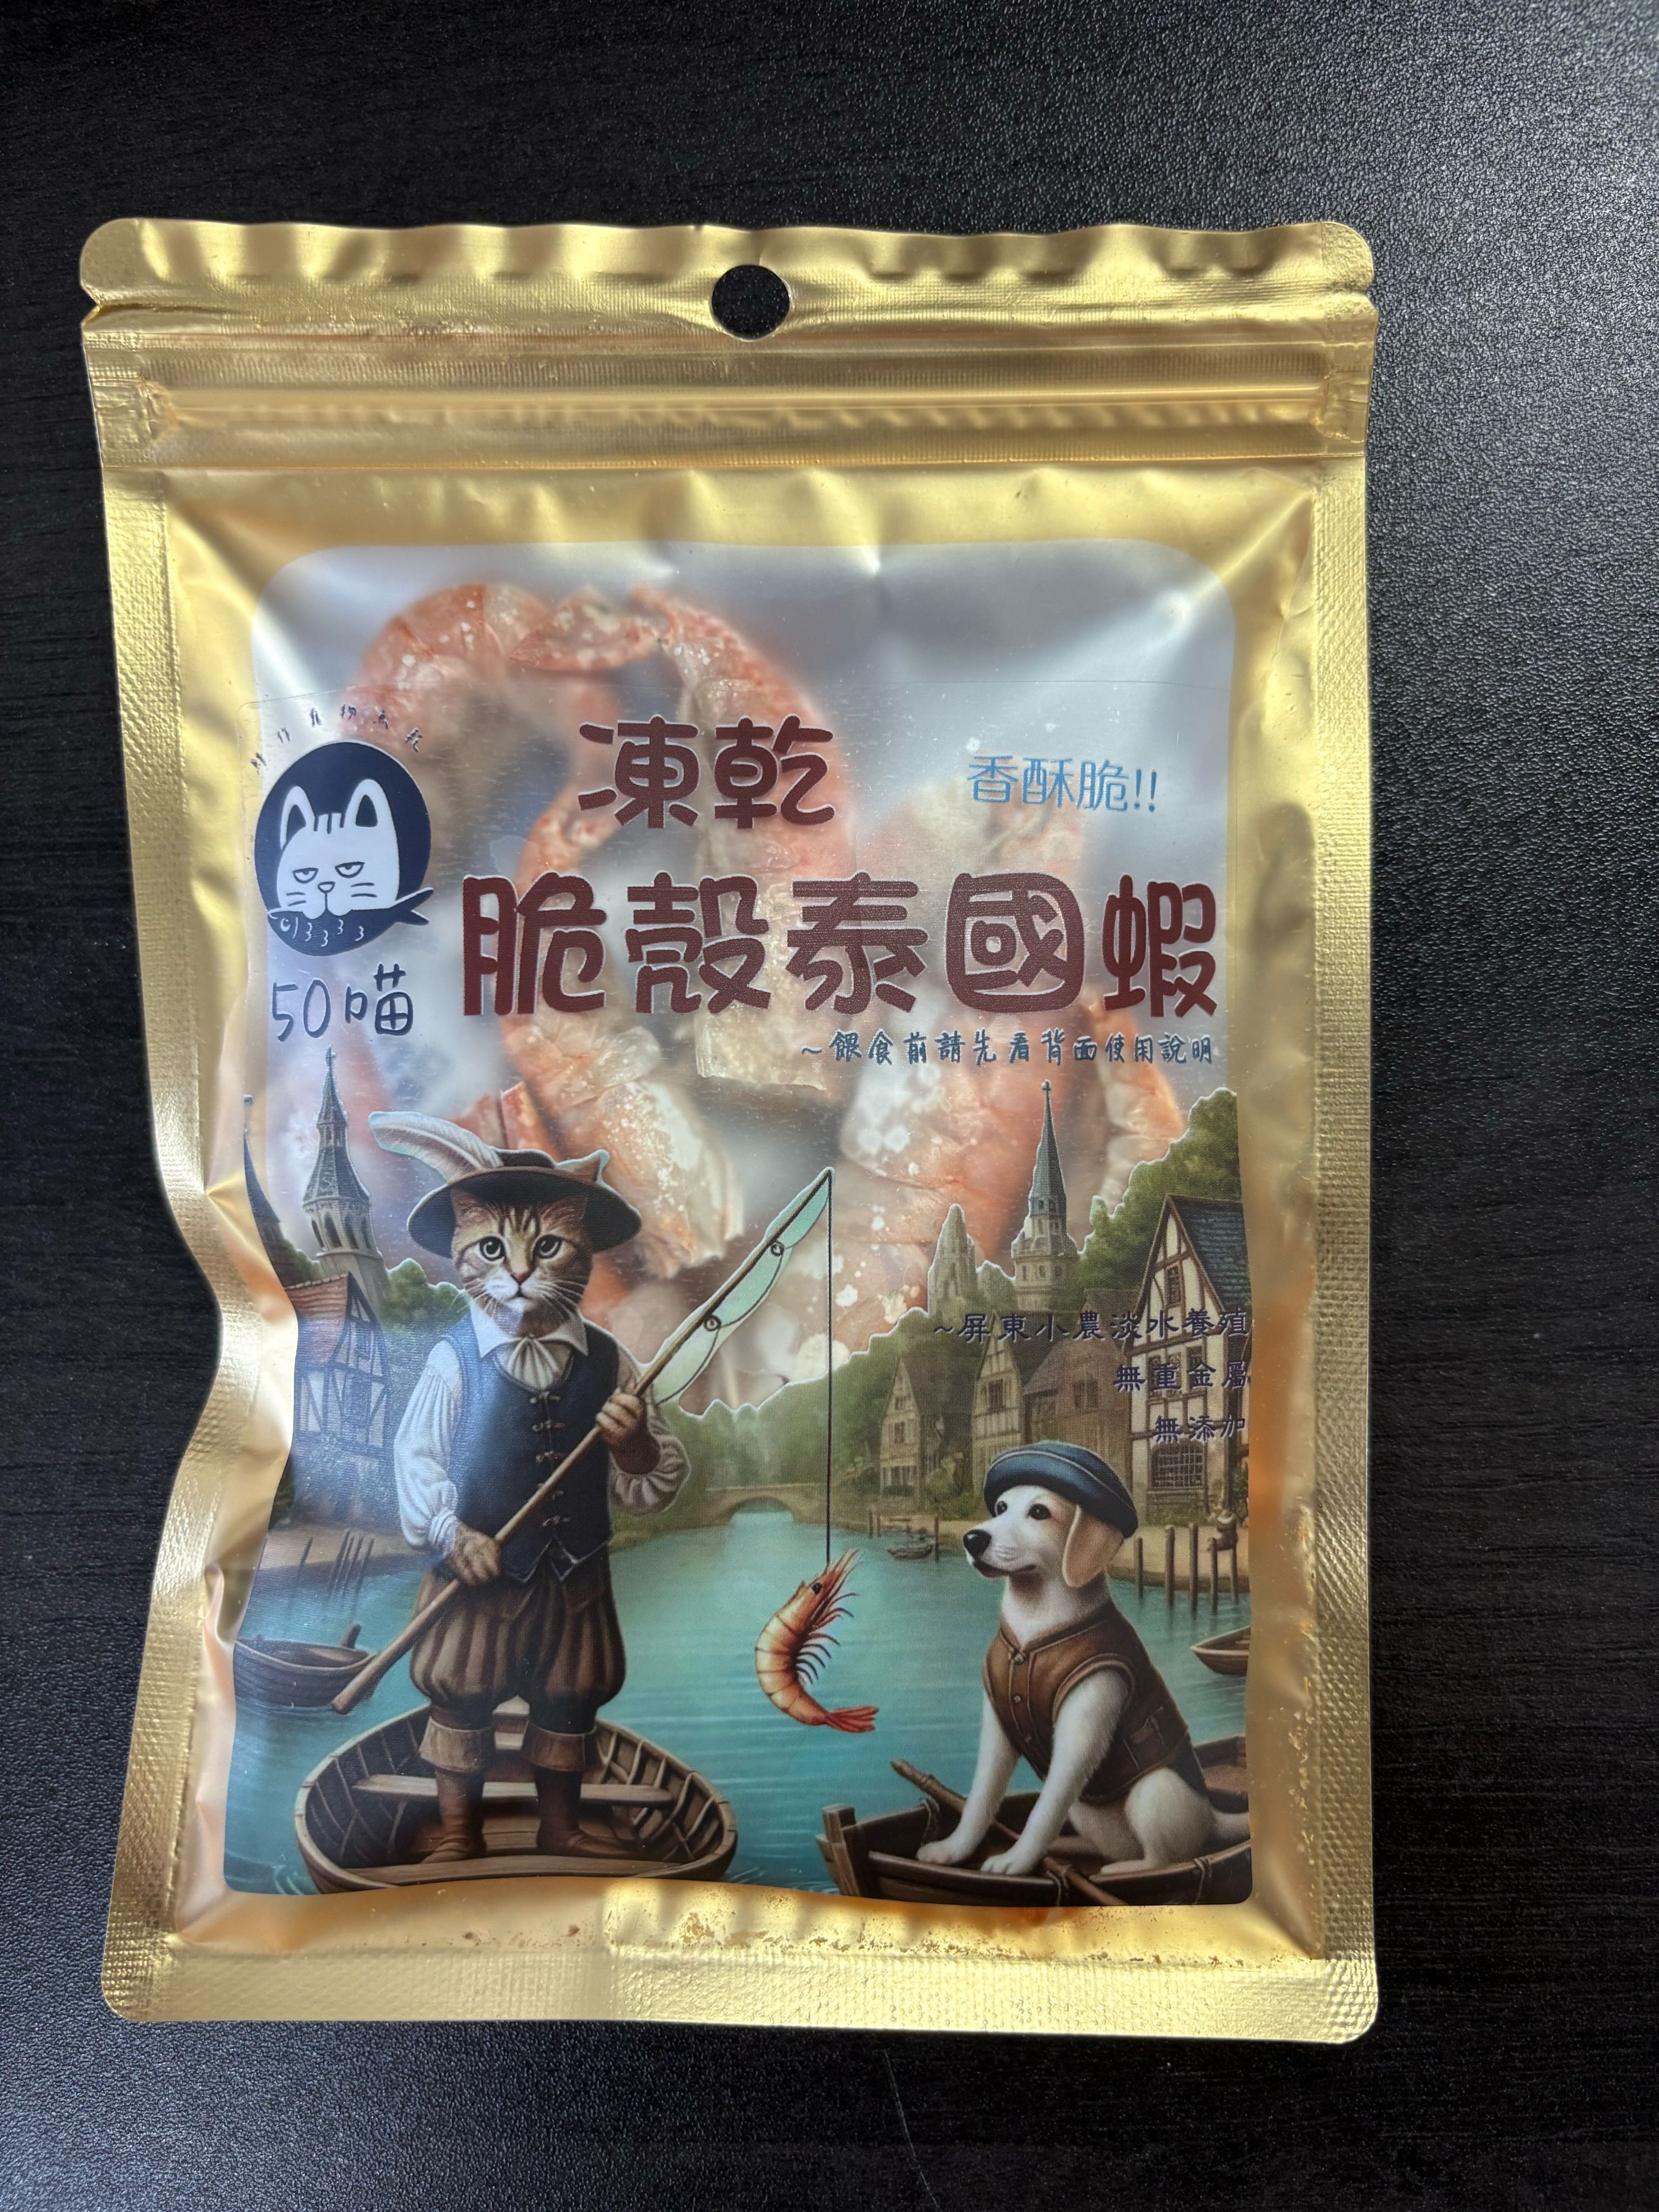 凍乾
香酥脆!!
脆殼泰國蝦
50喵
~餵食前請先看背面使用說明
~屏東小農淡水養殖
無重金屬
無添加